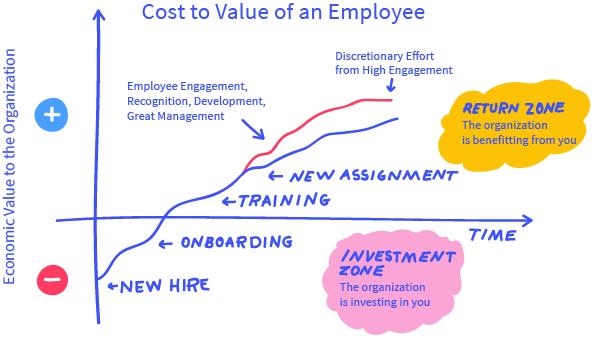 Cost to Value of an Employee
Economic Value to the Organization
Discretionary Effort
from High Engagement
Employee Engagement,
Recognition, Development,
Great Management
RETURN ZONE
The organization
is benefitting from you
NEW ASSIGNMENT
TRAINING
TIME
ONBOARDING
INVESTMENT
ZONE
The organization
is investing in you
NEW HIRE